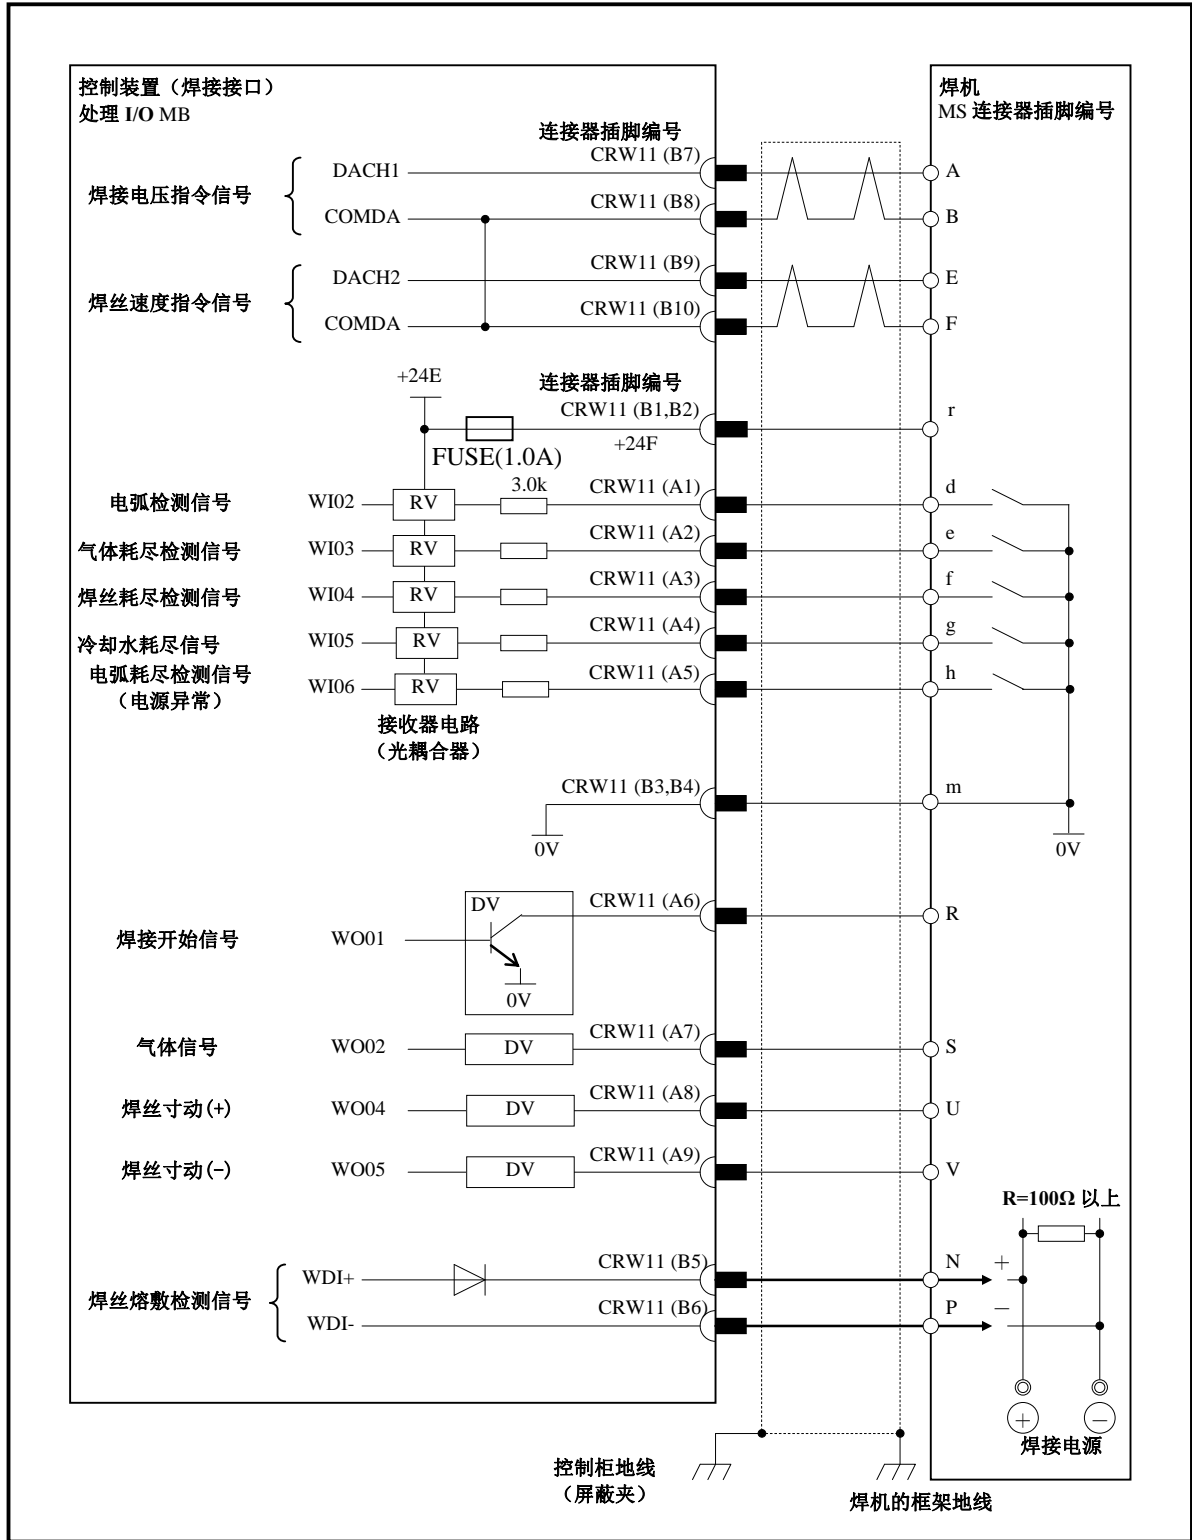 控制装置（焊接接口）
处理 I/O MB
焊机
MS 连接器插脚编号
连接器插脚编号
焊接电压指令信号
DACH1
CRW11 (B7)
A
COMDA
CRW11 (B8)
B
焊丝速度指令信号
DACH2
CRW11 (B9)
E
COMDA
CRW11 (B10)
F
+24E
连接器插脚编号
CRW11 (B1,B2)
r
+24F
FUSE(1.0A)
3.0k
电弧检测信号
WI02
RV
CRW11 (A1)
d
气体耗尽检测信号
WI03
RV
CRW11 (A2)
e
焊丝耗尽检测信号
WI04
RV
CRW11 (A3)
f
冷却水耗尽信号
WI05
RV
CRW11 (A4)
g
电弧耗尽检测信号
（电源异常）
WI06
RV
CRW11 (A5)
h
接收器电路
（光耦合器）
CRW11 (B3,B4)
m
0V
0V
焊接开始信号
WO01
DV
0V
CRW11 (A6)
R
气体信号
WO02
DV
CRW11 (A7)
S
焊丝寸动(+)
WO04
DV
CRW11 (A8)
U
焊丝寸动(-)
WO05
DV
CRW11 (A9)
V
R=100Ω 以上
焊丝熔敷检测信号
WDI+
CRW11 (B5)
N
+
WDI-
CRW11 (B6)
P
−
+
−
焊接电源
控制柜地线
（屏蔽夹）
焊机的框架地线